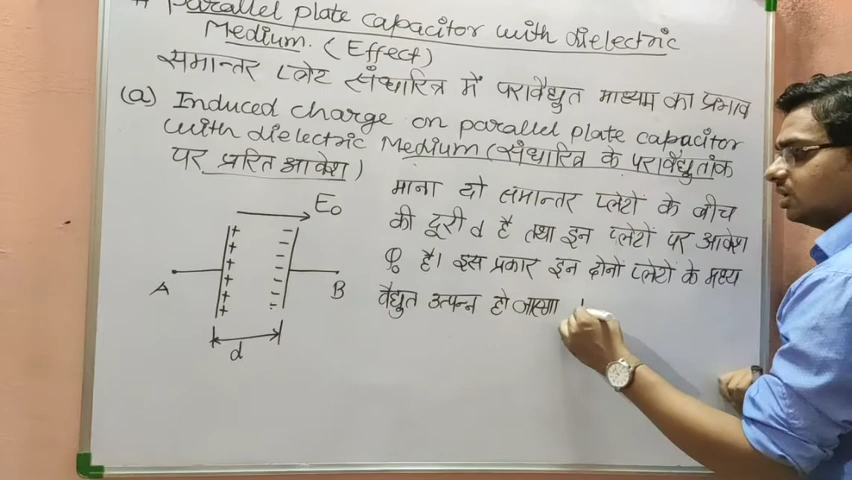 # Parallel plate capacitor with dielectric
Medium. (Effect)
समान्तर प्लेट संधारित्र में परावैद्युत माध्यम का प्रभाव
(a) Induced charge on parallel plate capacitor
with dielectric Medium (संधारित्र के परावैद्युतांक
पर प्रेरित आवेश)
माना दो समान्तर प्लेटों के बीच
की दूरी d है तथा इन प्लेटों पर आवेश
है। इस प्रकार इन दोनों प्लेटों के मध्य
वैद्युत उत्पन्न हो जाएगा
E₀
A
B
d